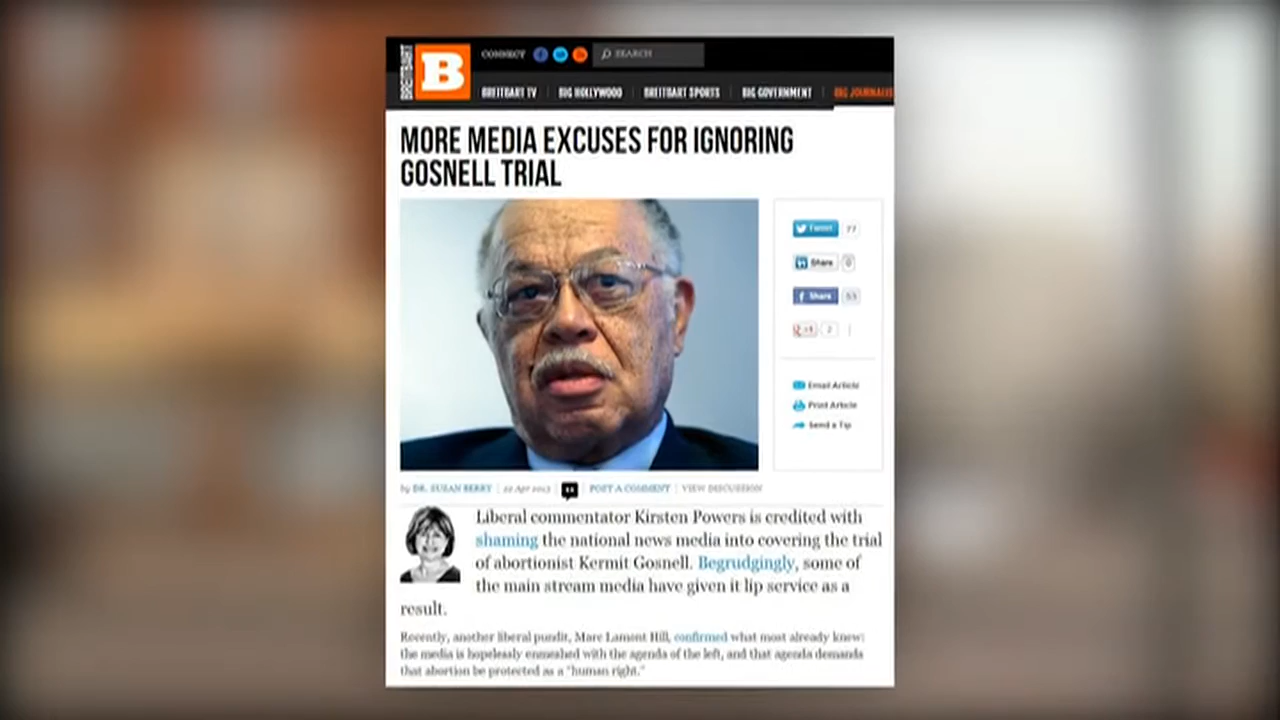 BREITBART
B
CONNECT
SEARCH
BREITBART TV
BIG HOLLYWOOD
BREITBART SPORTS
BIG GOVERNMENT
BIG JOURNALIS
MORE MEDIA EXCUSES FOR IGNORING
GOSNELL TRIAL
Tweet 77
Share 0
Share 53
+1 2
Email Article
Print Article
Send a Tip
by DR. SUSAN BERRY | 22 Apr 2013
POST A COMMENT | VIEW DISCUSSION
Liberal commentator Kirsten Powers is credited with
shaming the national news media into covering the trial
of abortionist Kermit Gosnell. Begrudgingly, some of
the main stream media have given it lip service as a
result.
Recently, another liberal pundit, Marc Lamont Hill, confirmed what most already knew:
the media is hopelessly enmeshed with the agenda of the left, and that agenda demands
that abortion be protected as a "human right."